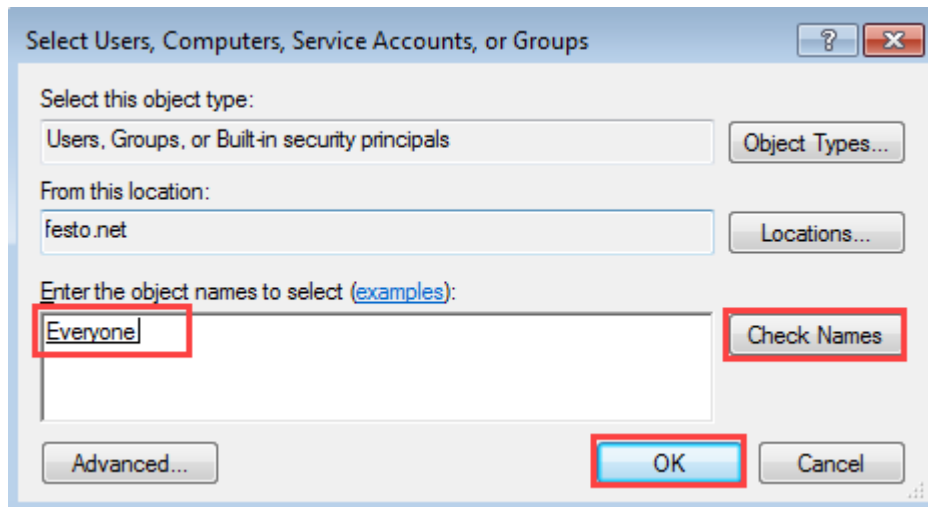 Select Users, Computers, Service Accounts, or Groups
Select this object type:
Users, Groups, or Built-in security principals
Object Types...
From this location:
festo.net
Locations...
Enter the object names to select (examples):
Everyone
Check Names
Advanced...
OK
Cancel